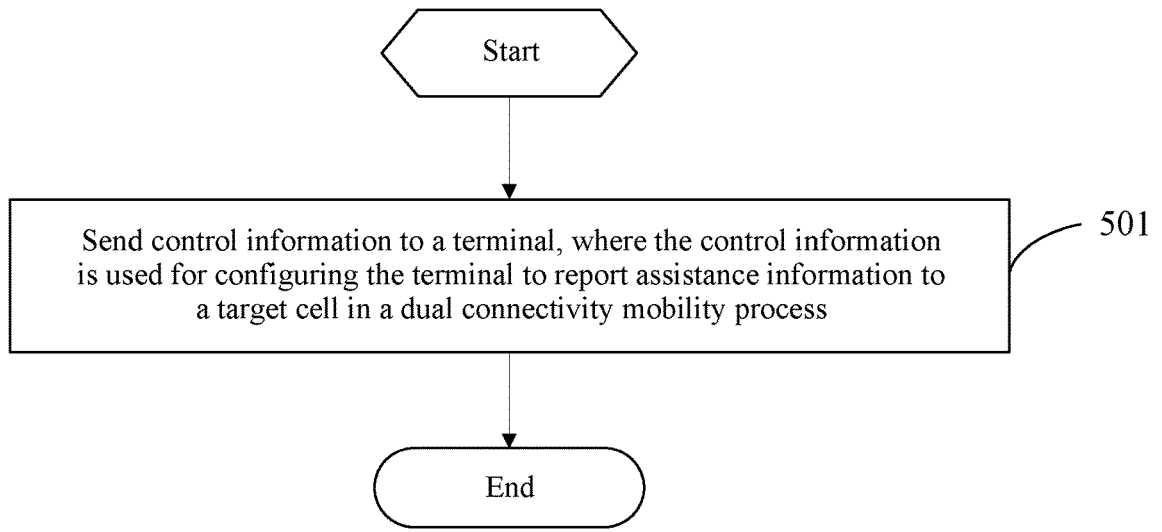 Start
Send control information to a terminal, where the control information
is used for configuring the terminal to report assistance information to
a target cell in a dual connectivity mobility process
501
End